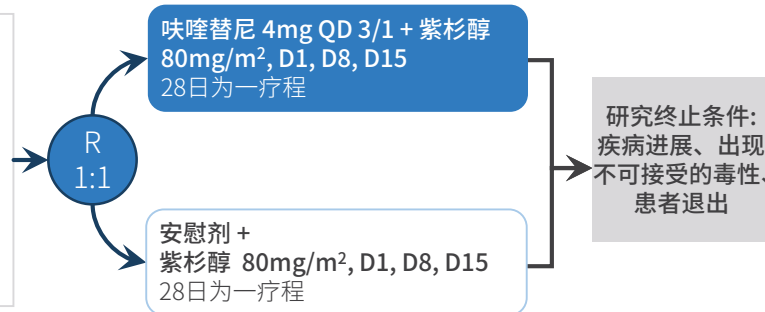 呋喹替尼 4mg QD 3/1 + 紫杉醇
80mg/m², D1, D8, D15
28日为一疗程
R
1:1
研究终止条件:
疾病进展、出现
不可接受的毒性、
患者退出
安慰剂 +
紫杉醇 80mg/m², D1, D8, D15
28日为一疗程